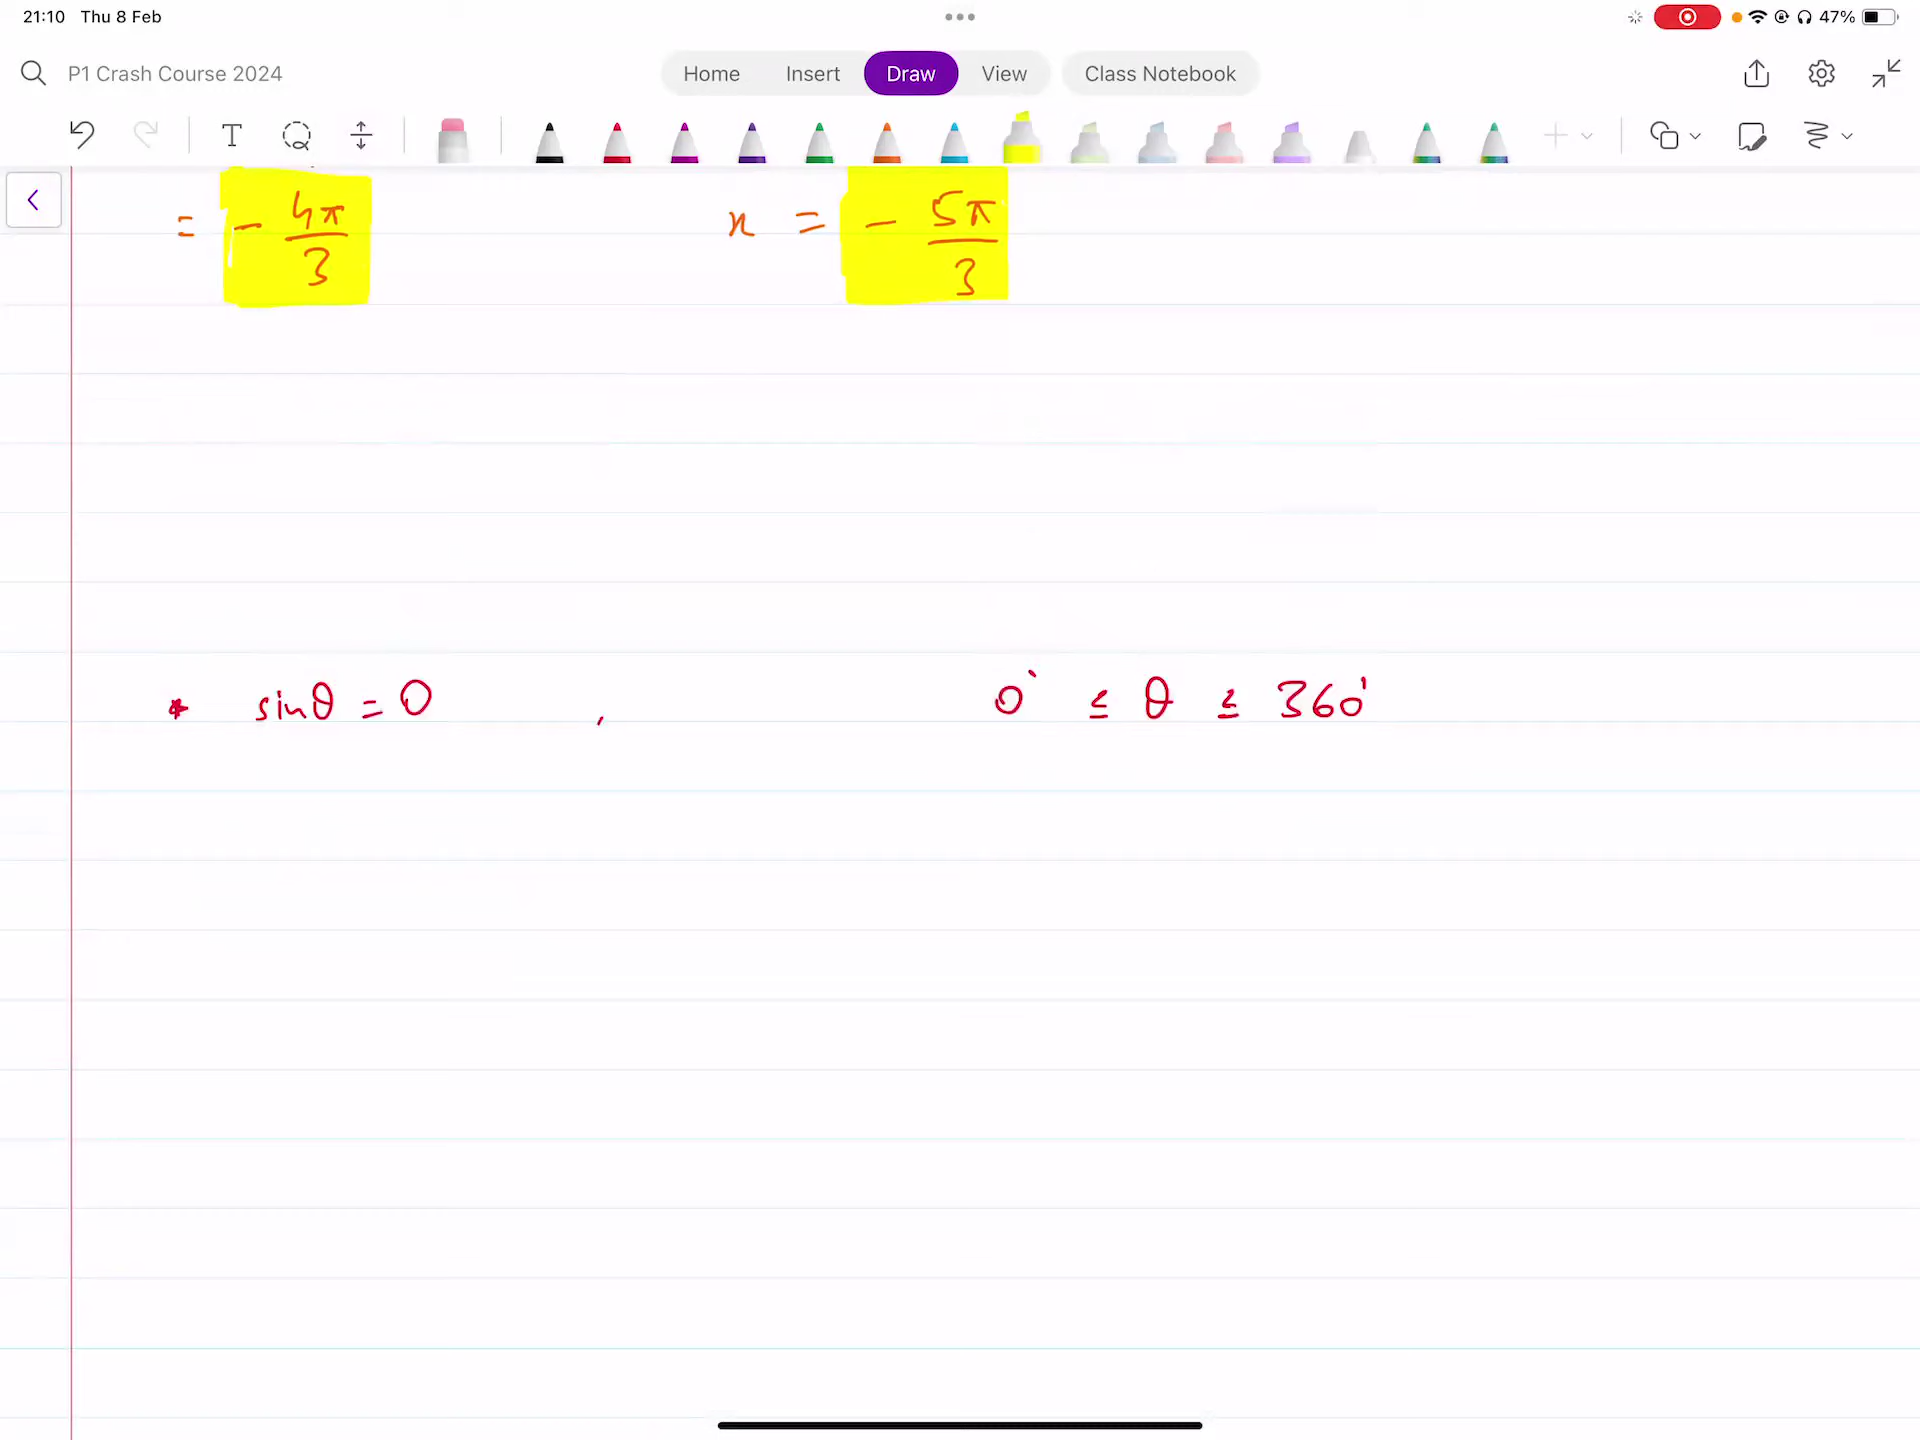 21:10 Thu 8 Feb 47%
P1 Crash Course 2024 Home Insert Draw View Class Notebook
T
= - 4π/3 x = - 5π/3
* sinθ = 0 , 0° ≤ θ ≤ 360°